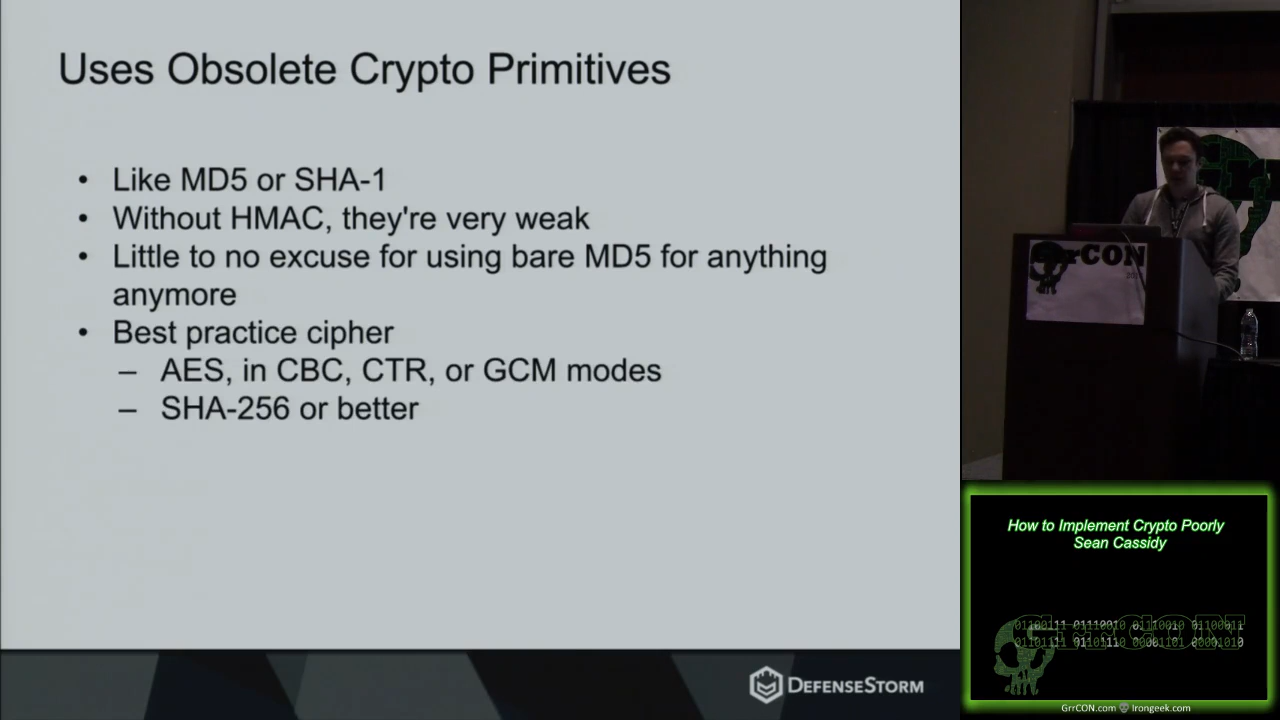 Uses Obsolete Crypto Primitives
• Like MD5 or SHA-1
• Without HMAC, they're very weak
• Little to no excuse for using bare MD5 for anything
anymore
• Best practice cipher
– AES, in CBC, CTR, or GCM modes
– SHA-256 or better
DEFENSESTORM
GrrCON
How to Implement Crypto Poorly
Sean Cassidy
GrrCON
GrrCON.com Irongeek.com